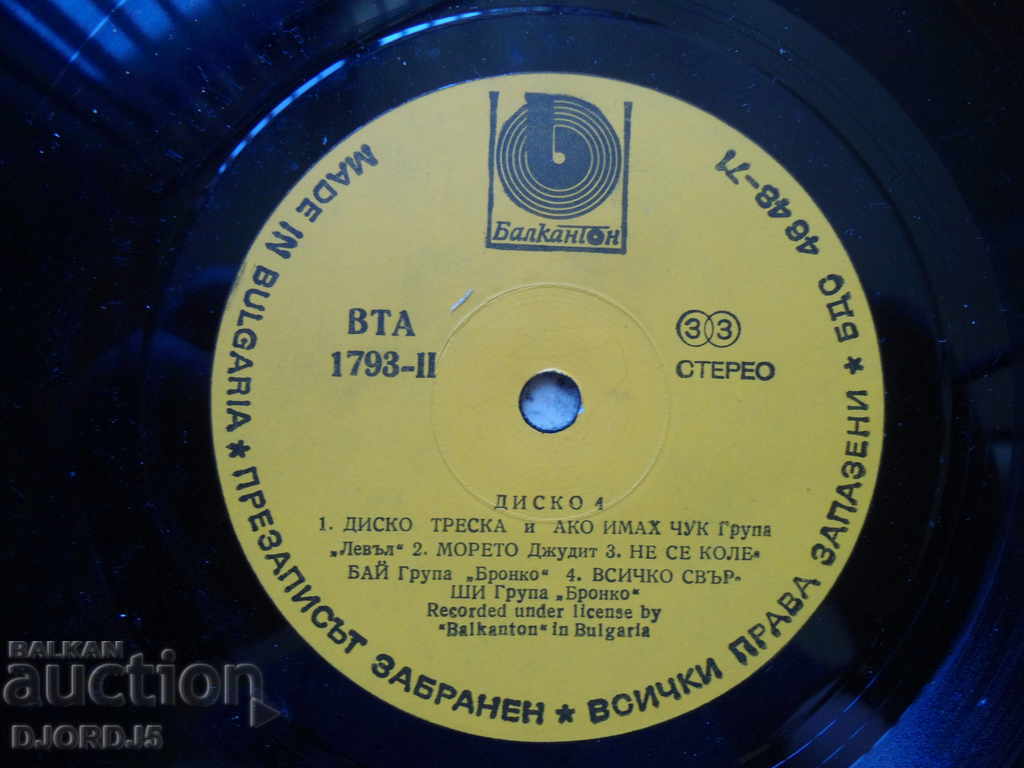 Балкантон
ВТА
1793-II
33
СТЕРЕО
ДИСКО 4
1. ДИСКО ТРЕСКА и АКО ИМАХ ЧУК Група
„Левъл“ 2. МОРЕТО Джудит 3. НЕ СЕ КОЛЕ-
БАЙ Група „Бронко“ 4. ВСИЧКО СВЪР-
ШИ Група „Бронко“
Recorded under license by
"Balkanton" in Bulgaria
MADE IN BULGARIA ★ ПРЕЗАПИСЪТ ЗАБРАНЕН ★ ВСИЧКИ ПРАВА ЗАПАЗЕНИ ★ БДС 4648-71
BALKAN
auction
DJORDJ5